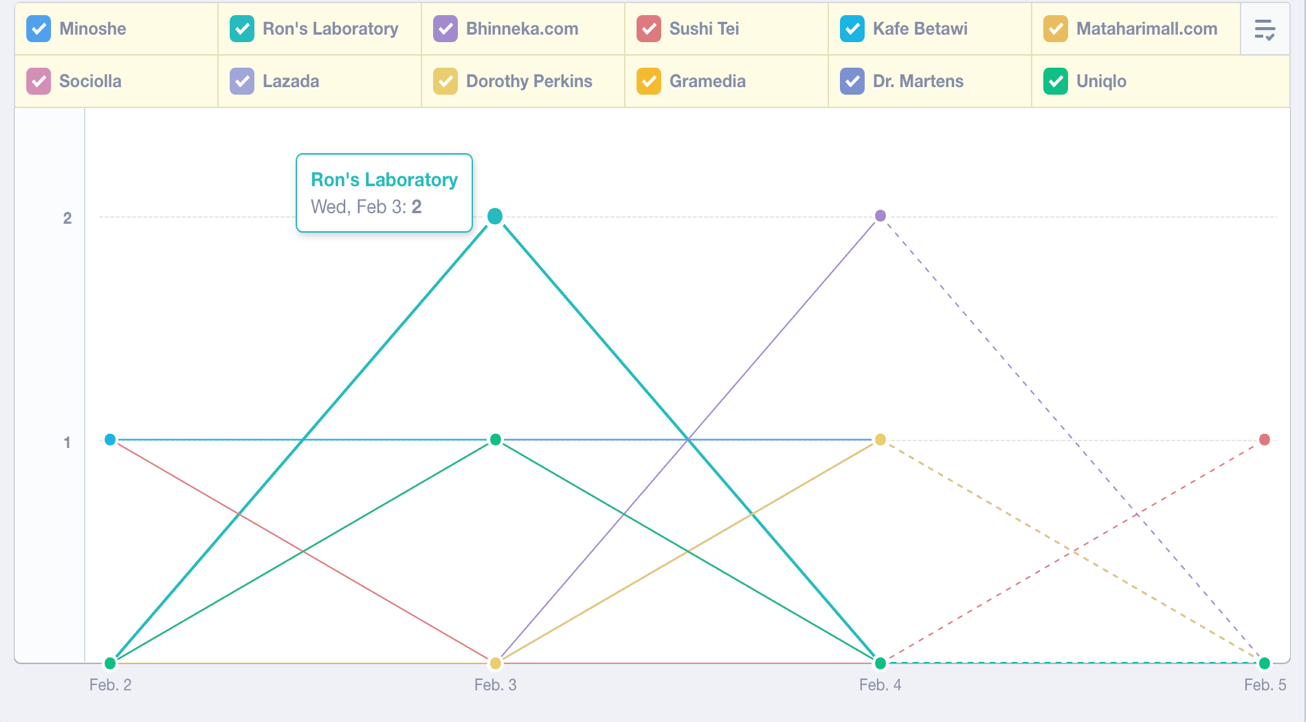 Minoshe Ron's Laboratory Bhinneka.com Sushi Tei Kafe Betawi Mataharimall.com
Sociolla Lazada Dorothy Perkins Gramedia Dr. Martens Uniqlo
Ron's Laboratory
Wed, Feb 3: 2
2
1
Feb. 2 Feb. 3 Feb. 4 Feb. 5